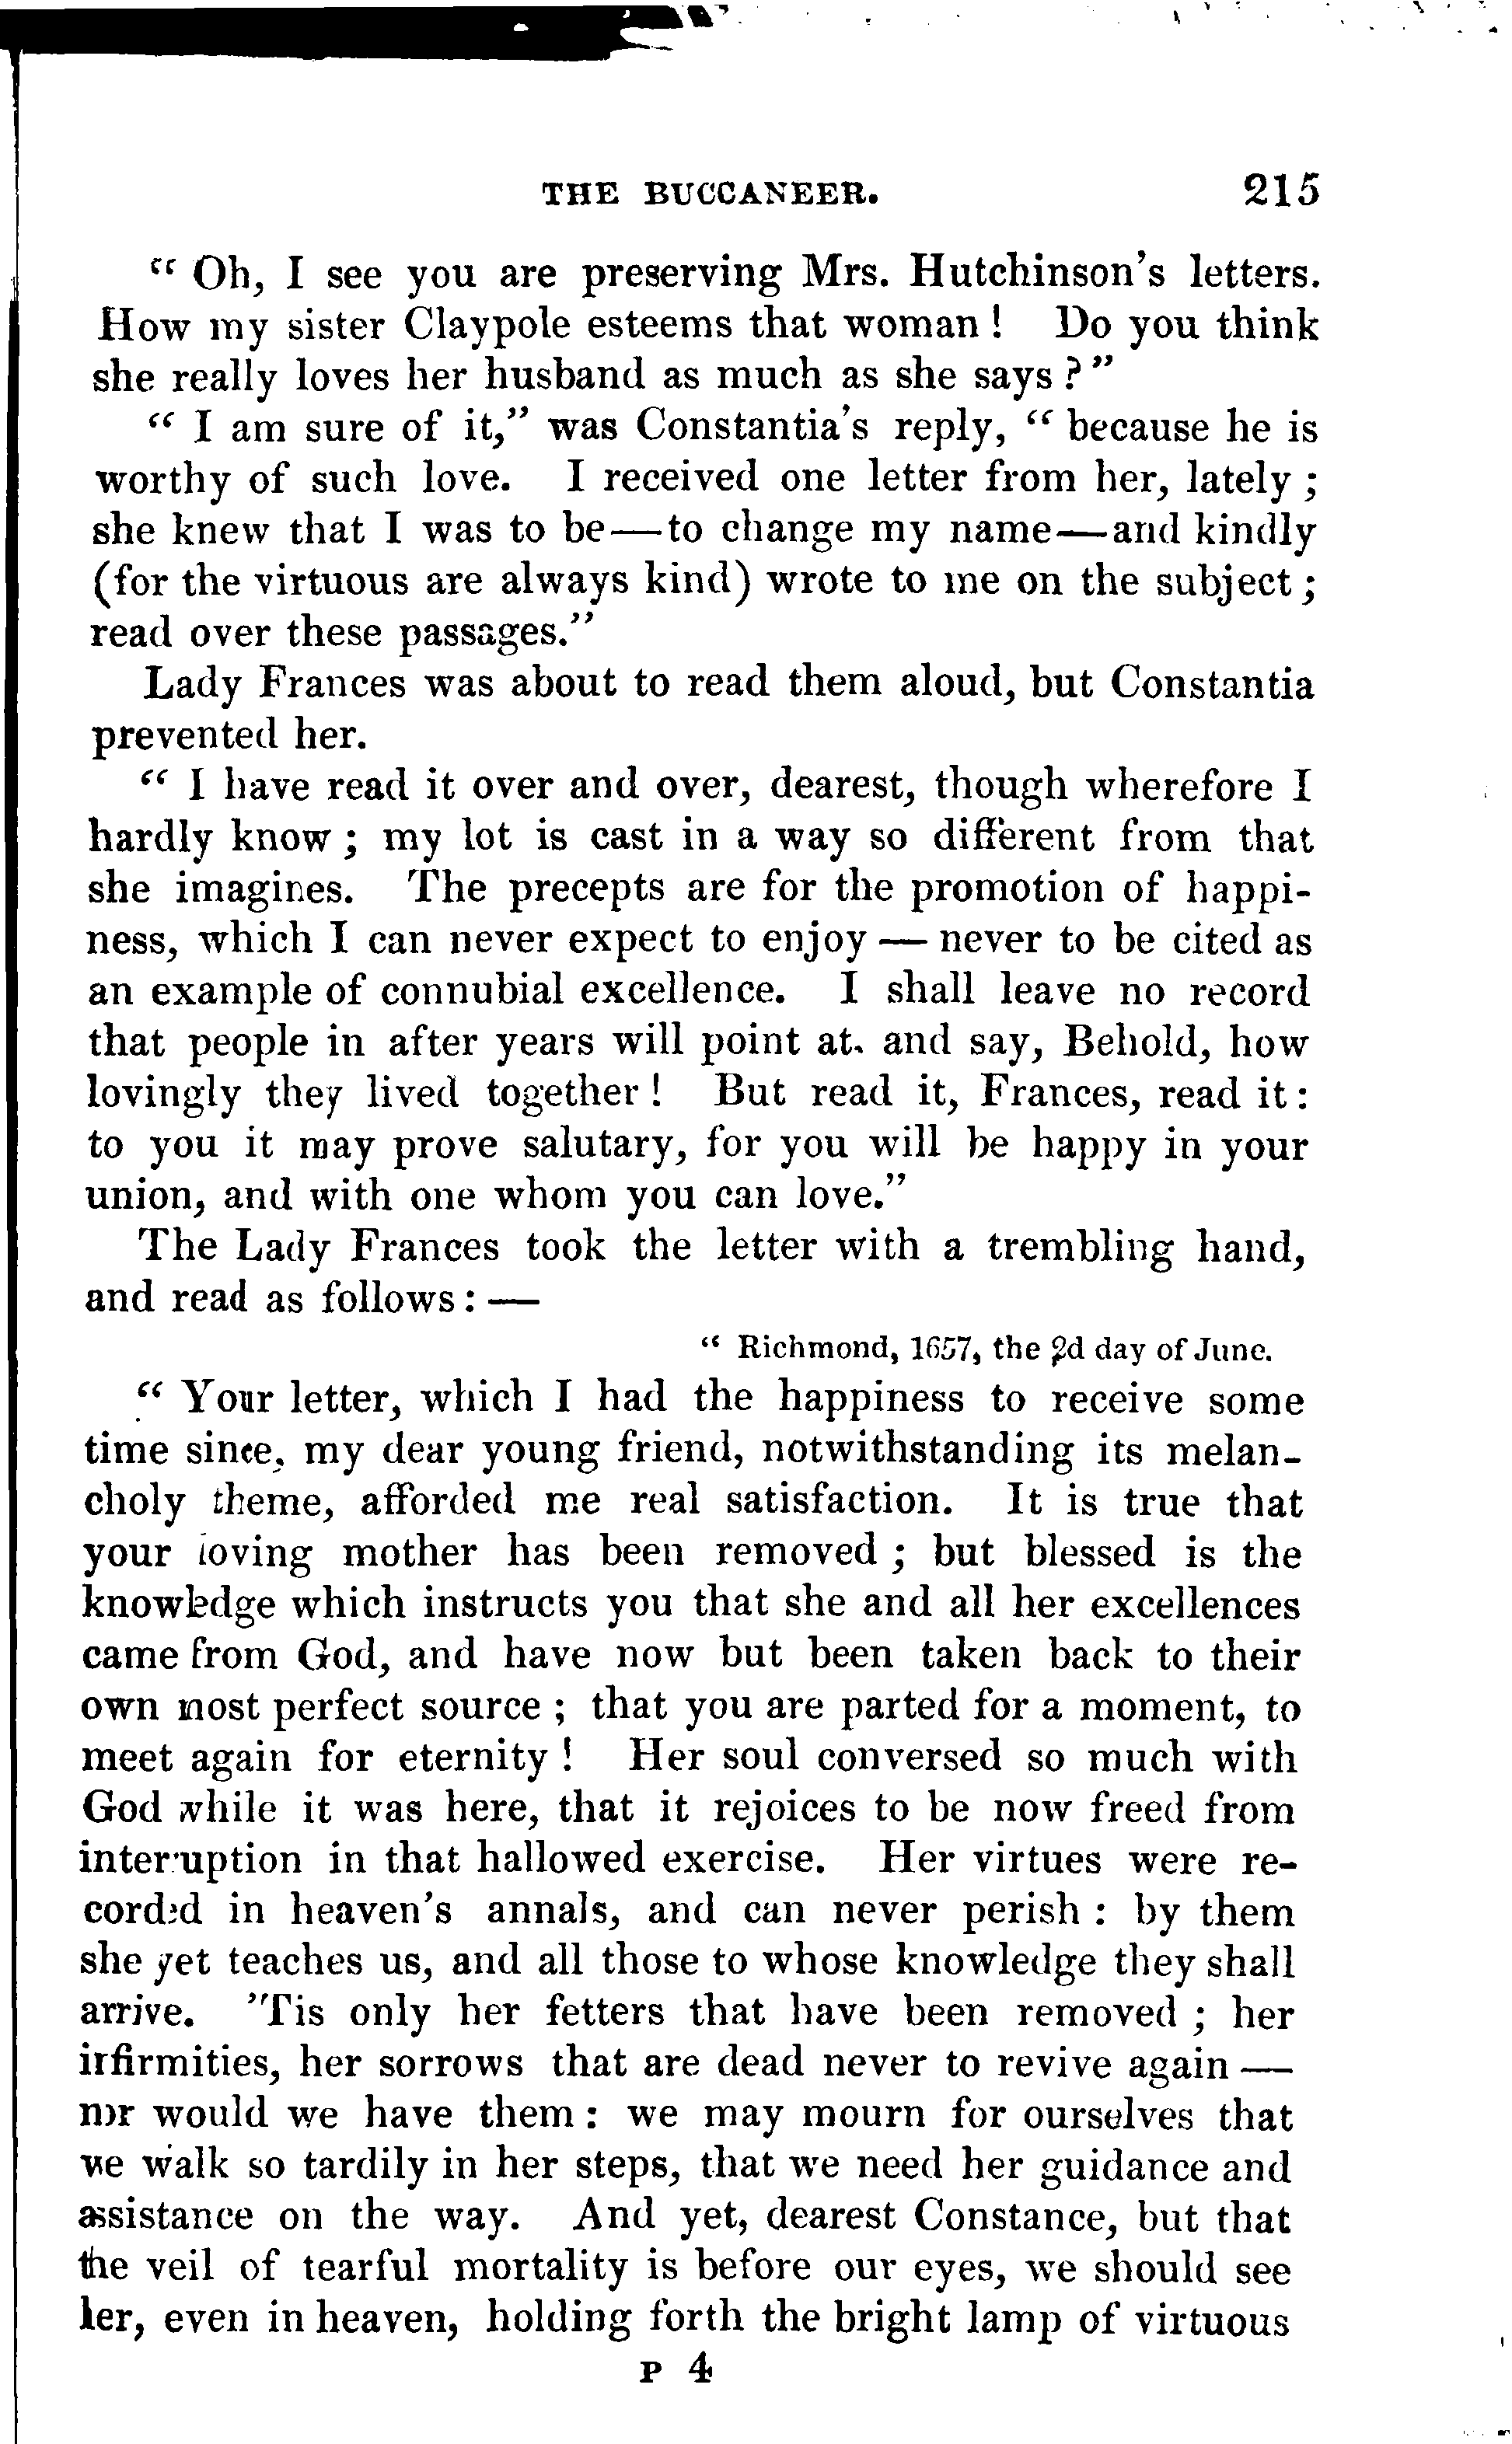 THE BUCCANEER. 215
“ Oh, I see you are preserving Mrs. Hutchinson's letters.
How my sister Claypole esteems that woman ! Do you think
she really loves her husband as much as she says ?”
“ I am sure of it,” was Constantia's reply, “ because he is
worthy of such love. I received one letter from her, lately ;
she knew that I was to be—to change my name—and kindly
(for the virtuous are always kind) wrote to me on the subject ;
read over these passages.”
Lady Frances was about to read them aloud, but Constantia
prevented her.
“ I have read it over and over, dearest, though wherefore I
hardly know ; my lot is cast in a way so different from that
she imagines. The precepts are for the promotion of happi-
ness, which I can never expect to enjoy — never to be cited as
an example of connubial excellence. I shall leave no record
that people in after years will point at, and say, Behold, how
lovingly they lived together ! But read it, Frances, read it :
to you it may prove salutary, for you will be happy in your
union, and with one whom you can love.”
The Lady Frances took the letter with a trembling hand,
and read as follows : —
“ Richmond, 1657, the 2d day of June.
“ Your letter, which I had the happiness to receive some
time since, my dear young friend, notwithstanding its melan-
choly theme, afforded me real satisfaction. It is true that
your loving mother has been removed ; but blessed is the
knowledge which instructs you that she and all her excellences
came from God, and have now but been taken back to their
own most perfect source ; that you are parted for a moment, to
meet again for eternity ! Her soul conversed so much with
God while it was here, that it rejoices to be now freed from
interruption in that hallowed exercise. Her virtues were re-
corded in heaven's annals, and can never perish : by them
she yet teaches us, and all those to whose knowledge they shall
arrive. 'Tis only her fetters that have been removed ; her
infirmities, her sorrows that are dead never to revive again —
nor would we have them : we may mourn for ourselves that
we walk so tardily in her steps, that we need her guidance and
assistance on the way. And yet, dearest Constance, but that
the veil of tearful mortality is before our eyes, we should see
her, even in heaven, holding forth the bright lamp of virtuous
P 4